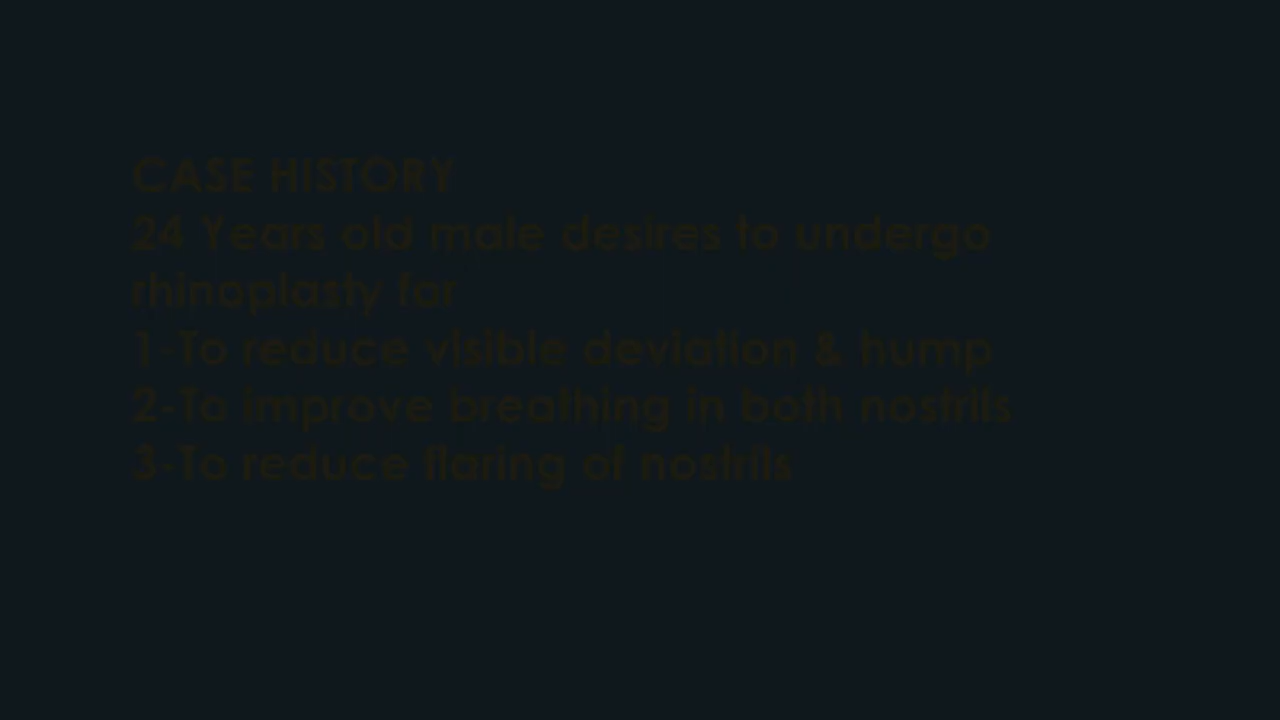 CASE HISTORY
24 Years old male desires to undergo
rhinoplasty for
1-To reduce visible deviation & hump
2-To improve breathing in both nostrils
3-To reduce flaring of nostrils